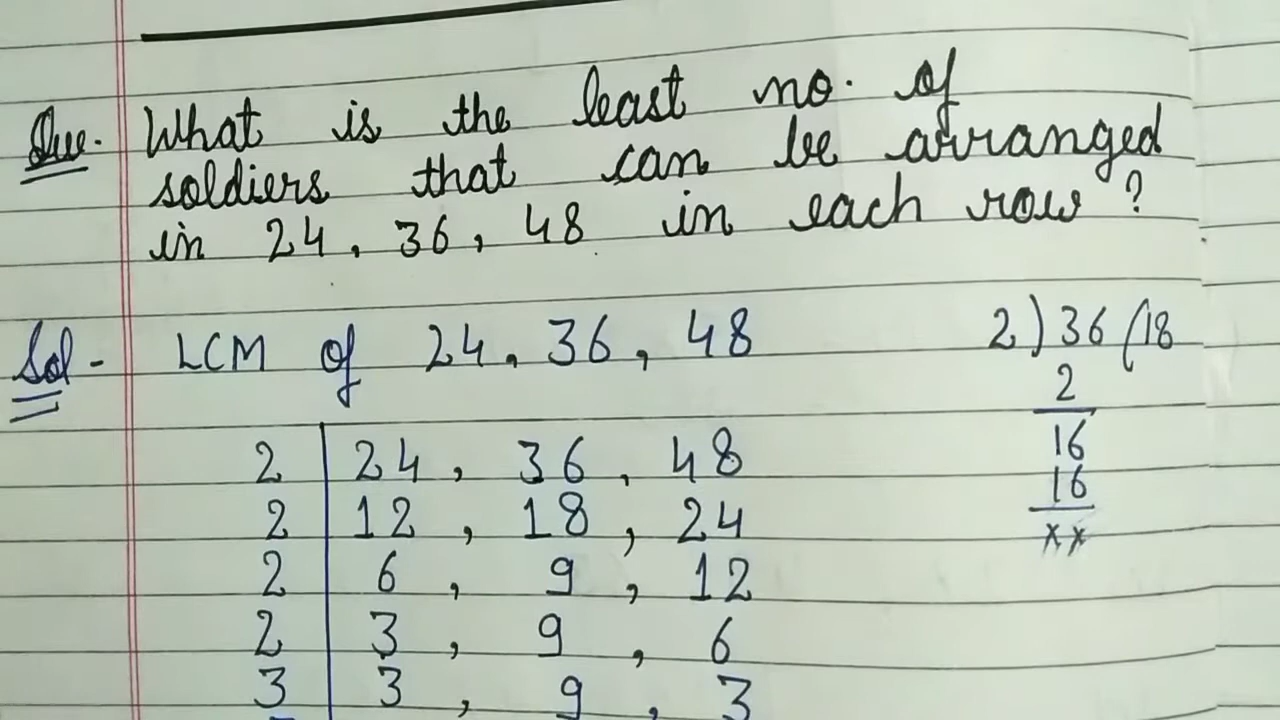 Que. What is the least no. of
soldiers that can be arranged
in 24, 36, 48 in each row?
Sol- LCM of 24, 36, 48
2 | 24, 36, 48
2 | 12, 18, 24
2 | 6, 9, 12
2 | 3, 9, 6
3 | 3, 9, 3
2)36(18
2
16
16
xx